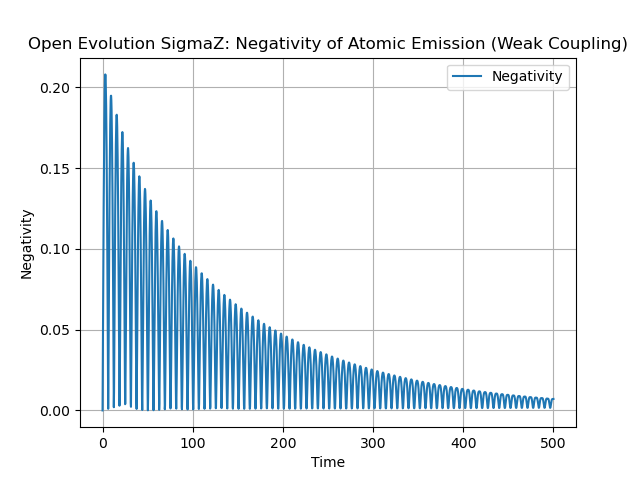 Open Evolution SigmaZ: Negativity of Atomic Emission (Weak Coupling)
Negativity
0.20
0.15
0.10
0.05
0.00
Negativity
0
100
200
300
400
500
Time